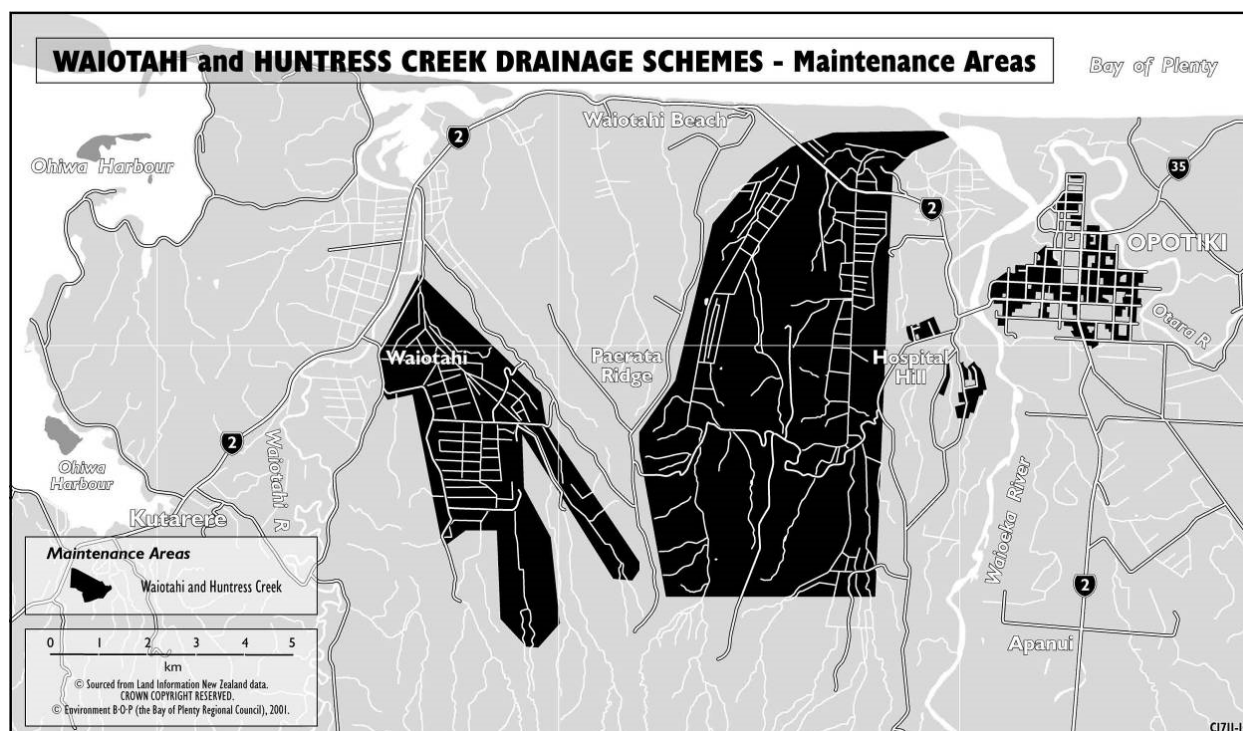 WAIOTAHI and HUNTRESS CREEK DRAINAGE SCHEMES - Maintenance Areas
Bay of Plenty
Waiotahi Beach
2
Ohiwa Harbour
35
2
OPOTIKI
Otara R
Waiotahi
Paerata
Ridge
Hospital
Hill
2
Waiotahi R
Ohiwa
Harbour
Kutarere
Waioeka River
2
Apanui
Maintenance Areas
Waiotahi and Huntress Creek
0 1 2 3 4 5
km
© Sourced from Land Information New Zealand data.
CROWN COPYRIGHT RESERVED.
© Environment B·O·P (the Bay of Plenty Regional Council), 2001.